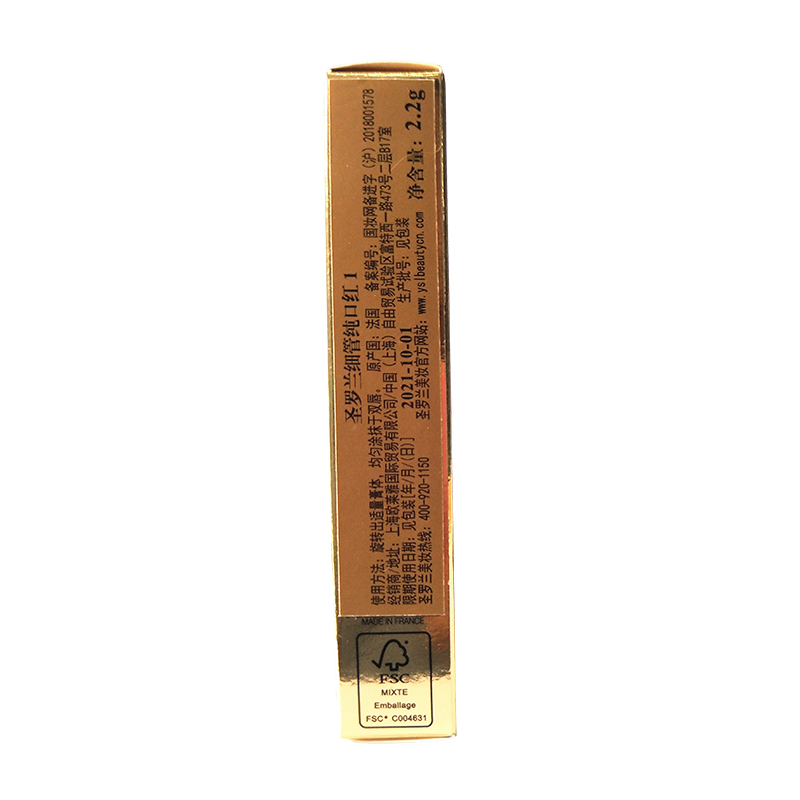 圣罗兰细管纯口红 1
使用方法：旋转出适量膏体，均匀涂抹于双唇。 原产国：法国 备案编号：国妆网备进字（沪）2018001578
经销商/地址：上海欧莱雅国际贸易有限公司/中国（上海）自由贸易试验区富特西一路473号二层817室
限期使用日期：见包装[年/月/(日)] 2021-10-01 生产批号：见包装 净含量：2.2g
圣罗兰美妆热线：400-920-1150 圣罗兰美妆官方网站：www.yslbeautycn.com
MADE IN FRANCE
FSC
MIXTE
Emballage
FSC® C004631